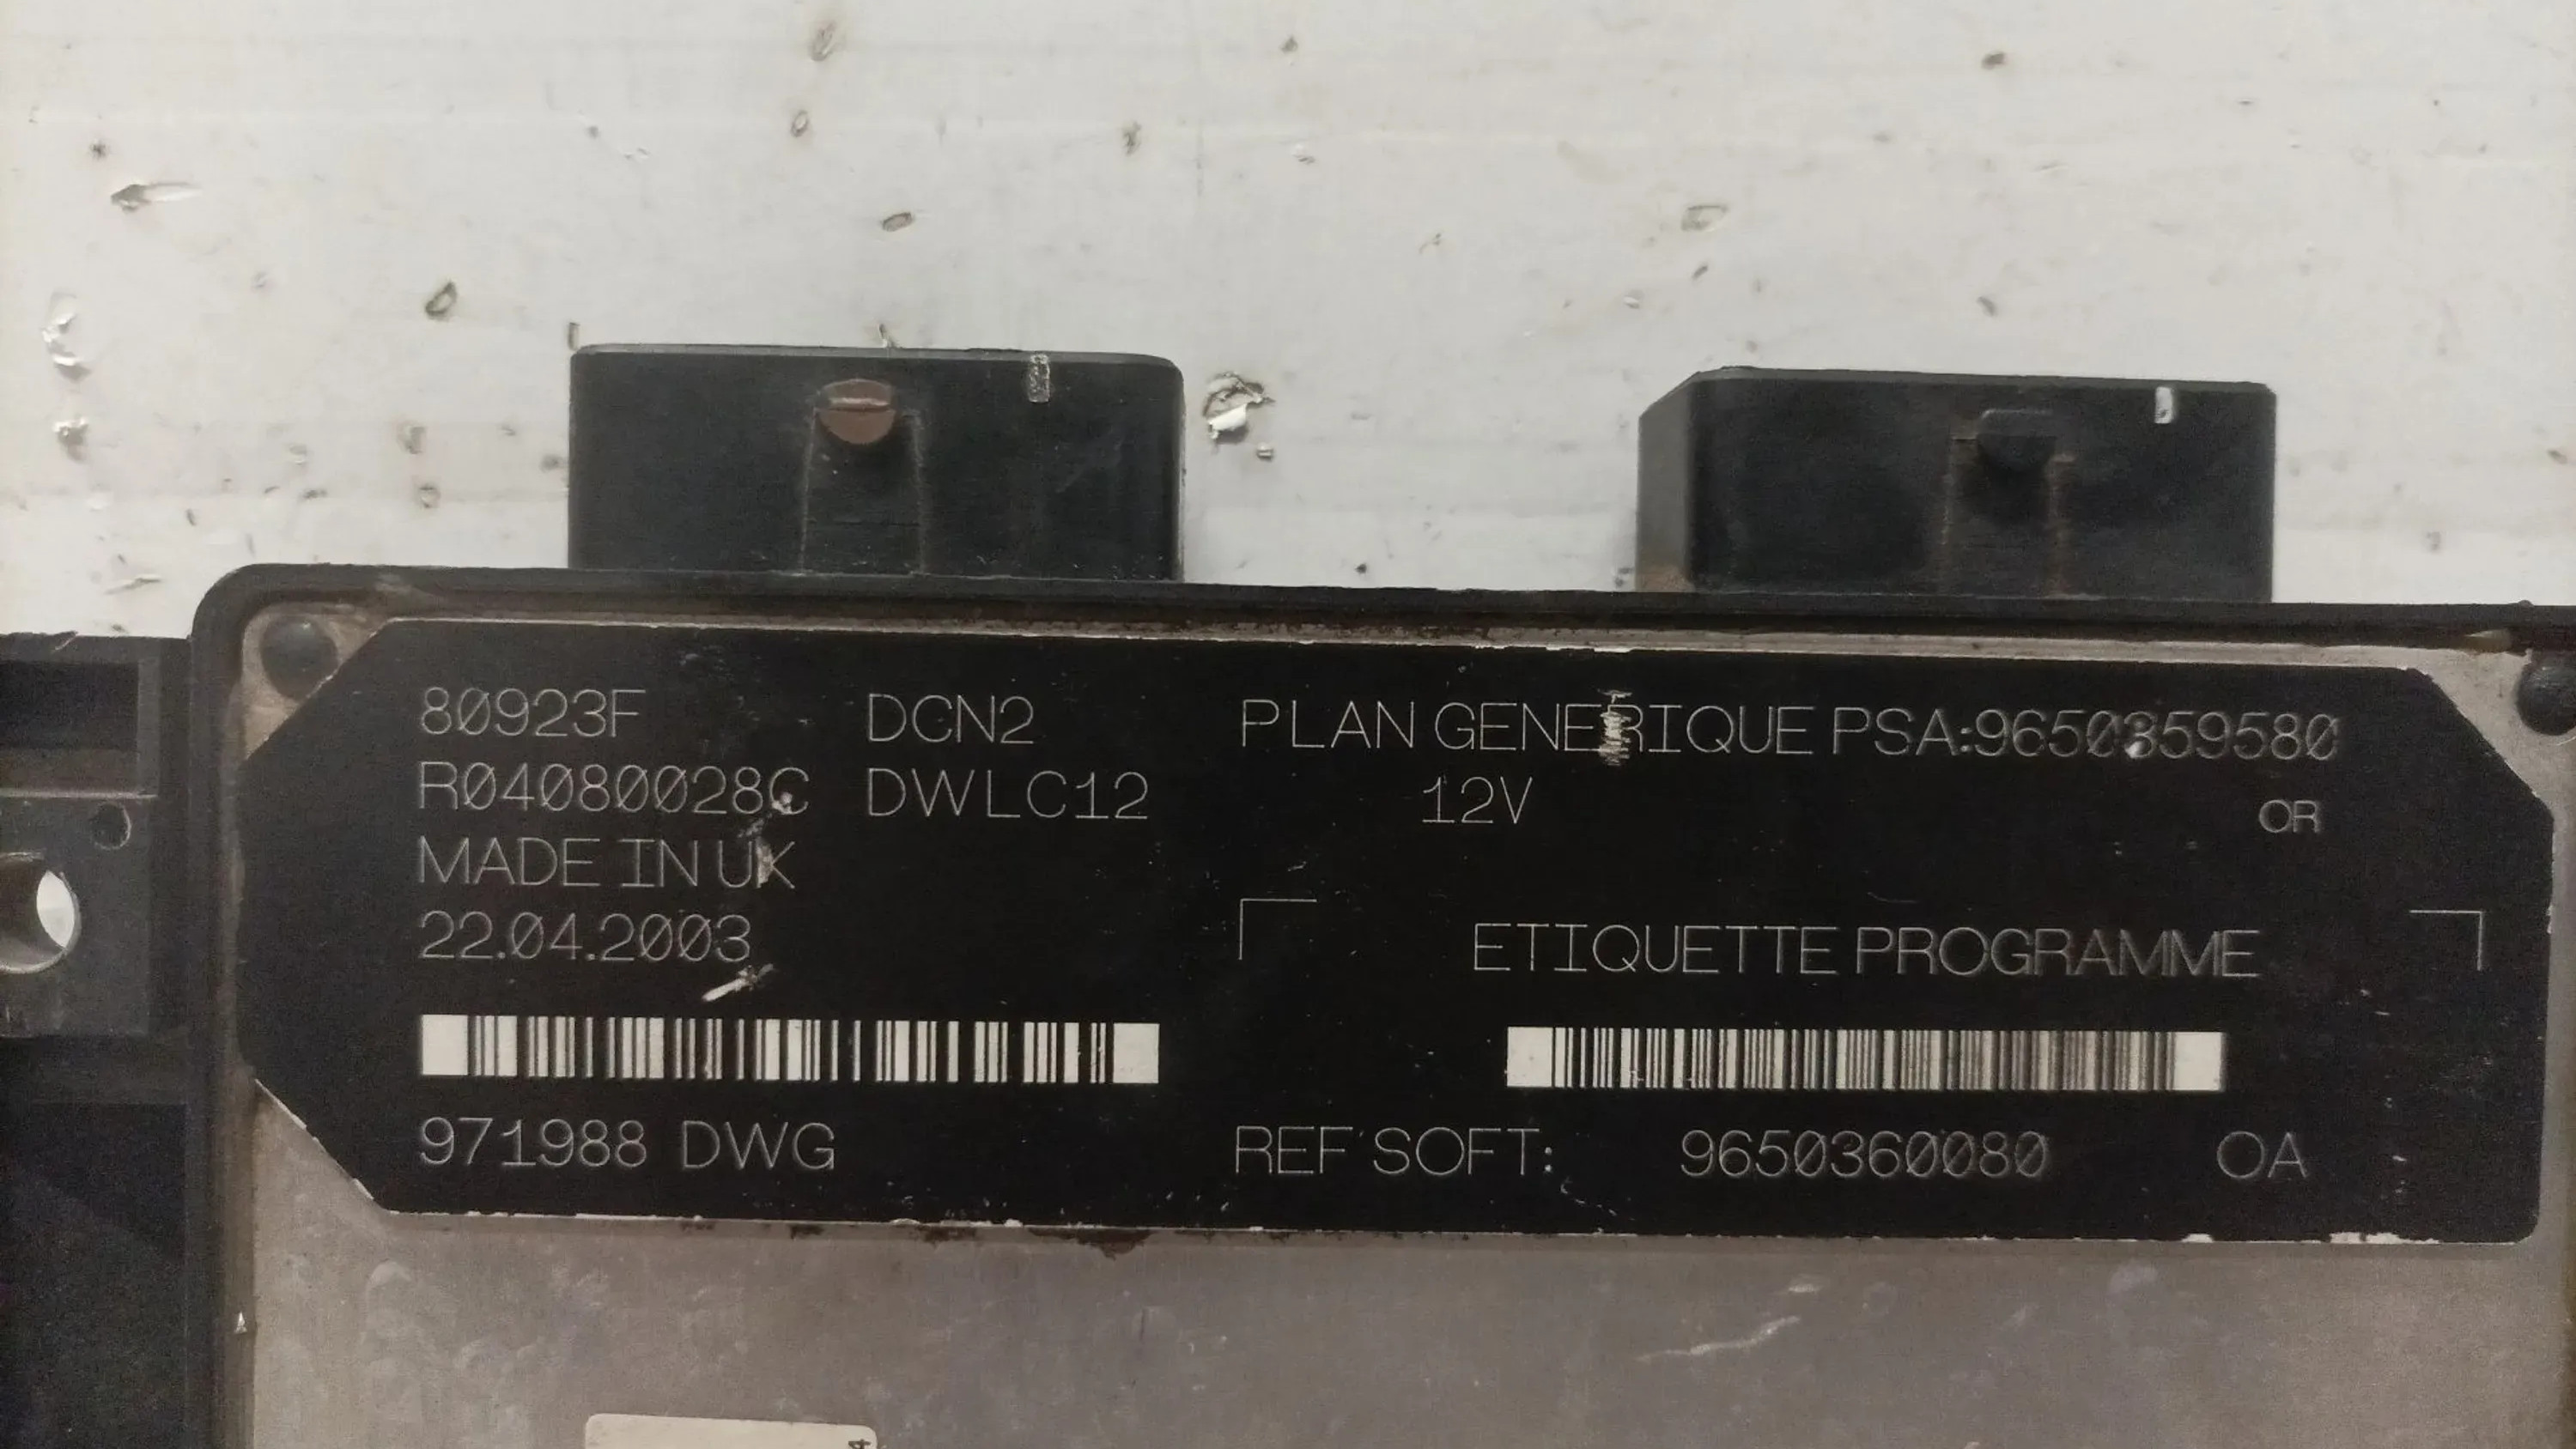 80923F DCN2 PLAN GENERIQUE PSA:9650359580
R04080028C DWLC12 12V OR
MADE IN UK
22.04.2003
ETIQUETTE PROGRAMME
971988 DWG REF SOFT: 9650360080 OA